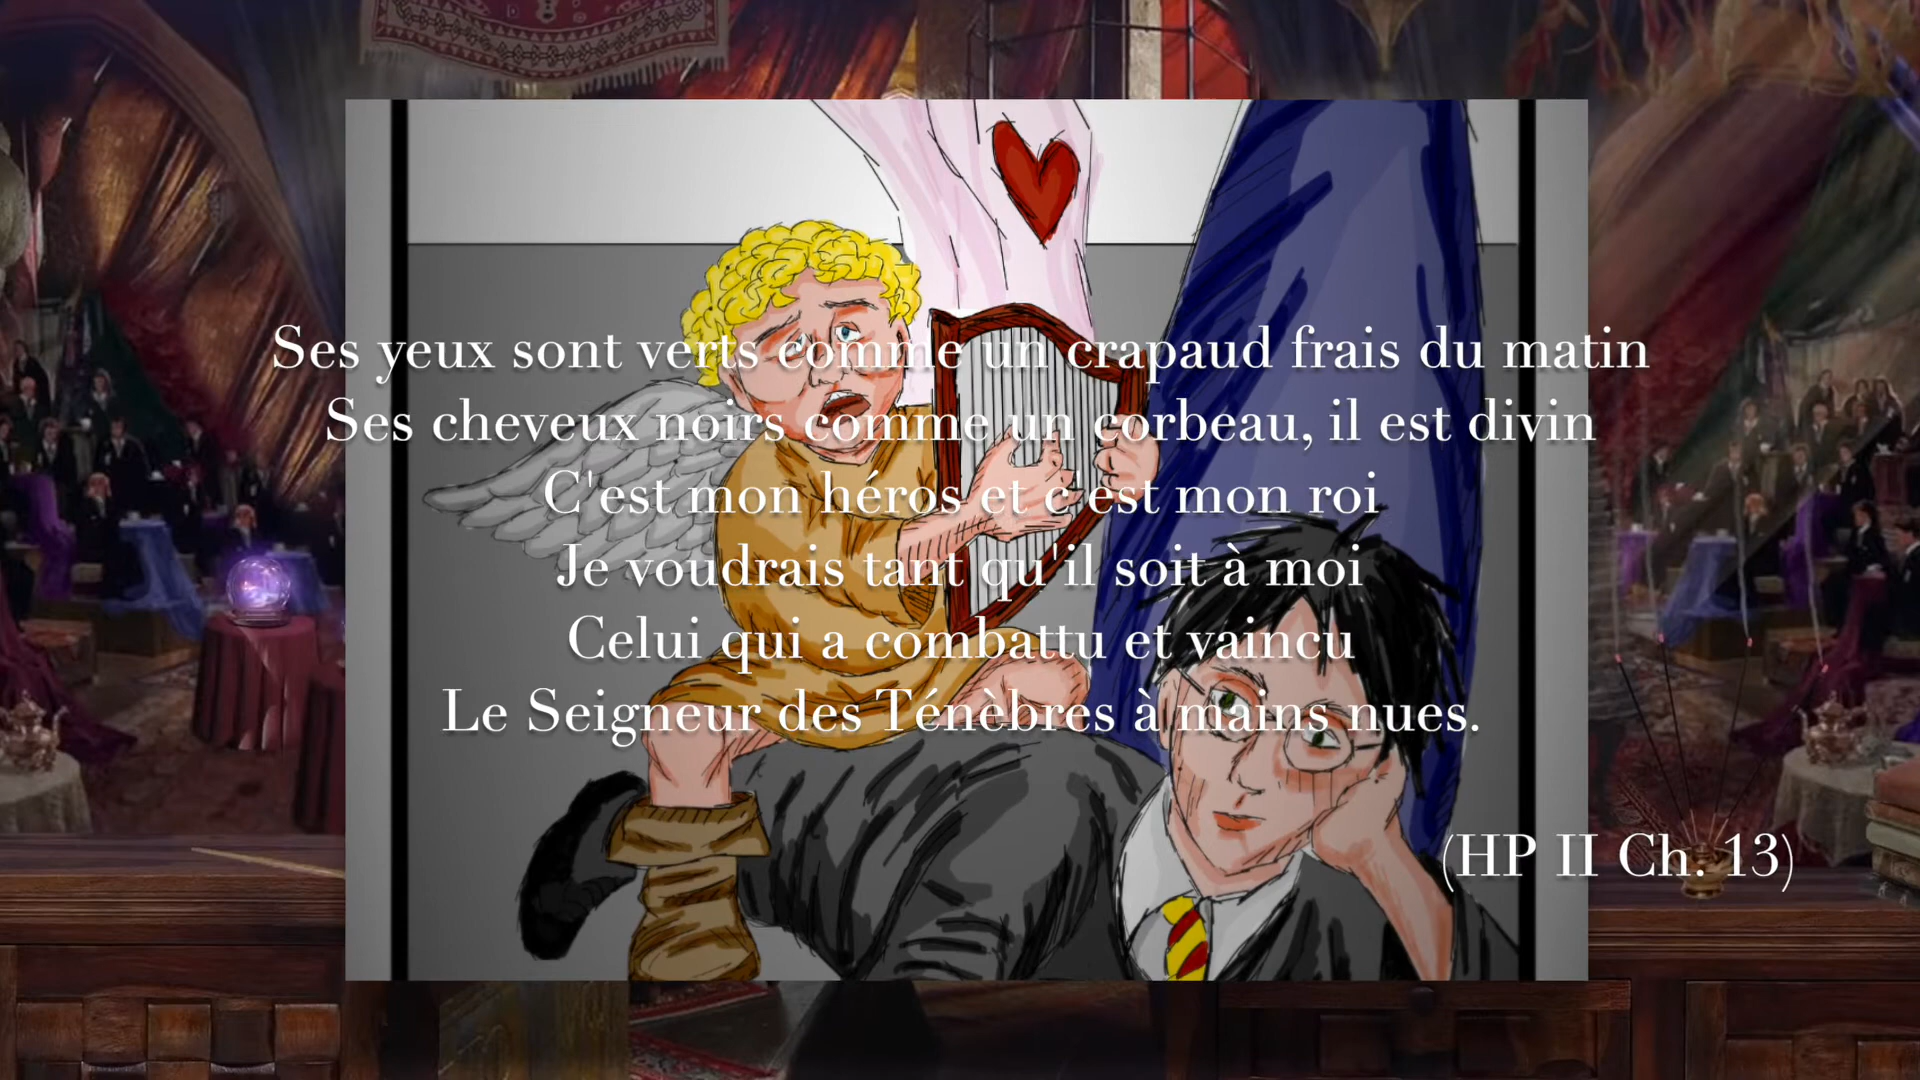 Ses yeux sont verts comme un crapaud frais du matin
Ses cheveux noirs comme un corbeau, il est divin
C'est mon héros et c'est mon roi
Je voudrais tant qu'il soit à moi
Celui qui a combattu et vaincu
Le Seigneur des Ténèbres à mains nues.
(HP II Ch. 13)